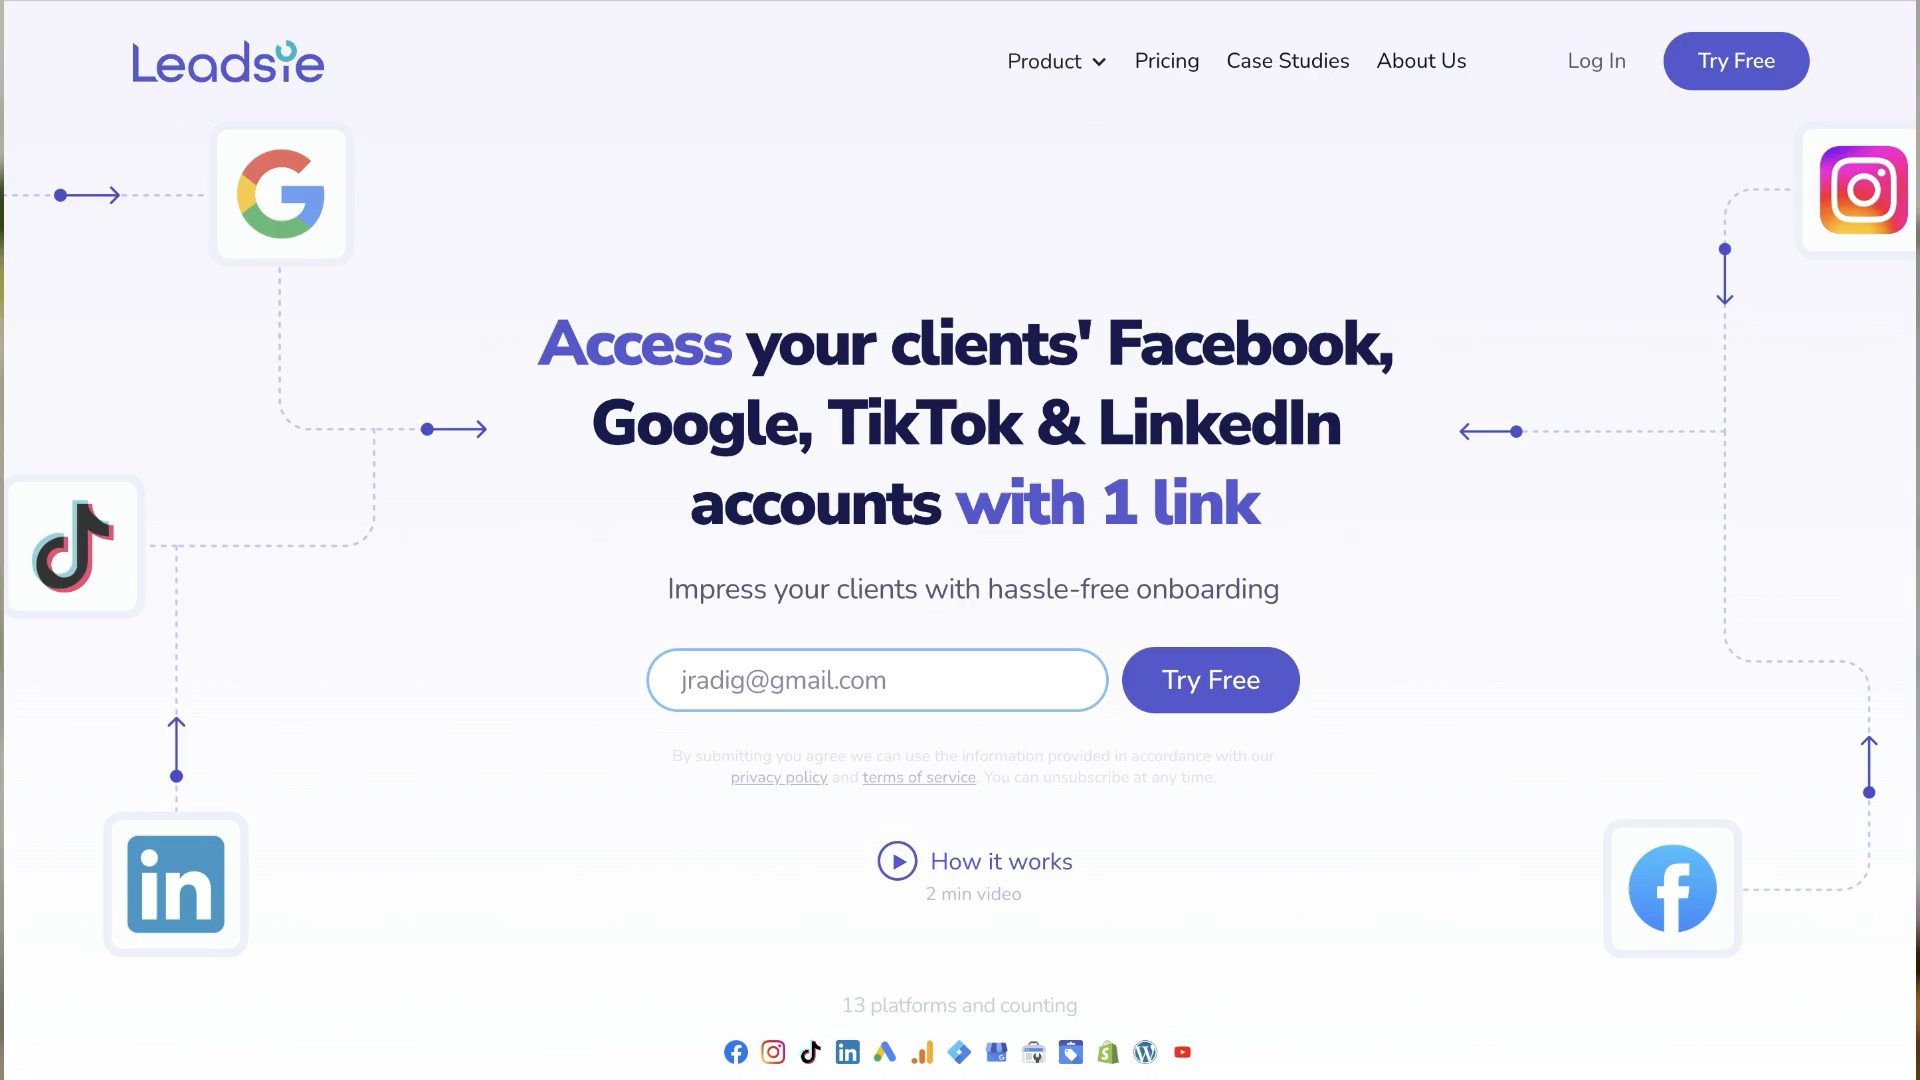 Leadsie
Product Pricing Case Studies About Us Log In Try Free
Access your clients' Facebook,
Google, TikTok & LinkedIn
accounts with 1 link
Impress your clients with hassle-free onboarding
jradig@gmail.com Try Free
By submitting you agree we can use the information provided in accordance with our
privacy policy and terms of service. You can unsubscribe at any time.
How it works
2 min video
in
13 platforms and counting